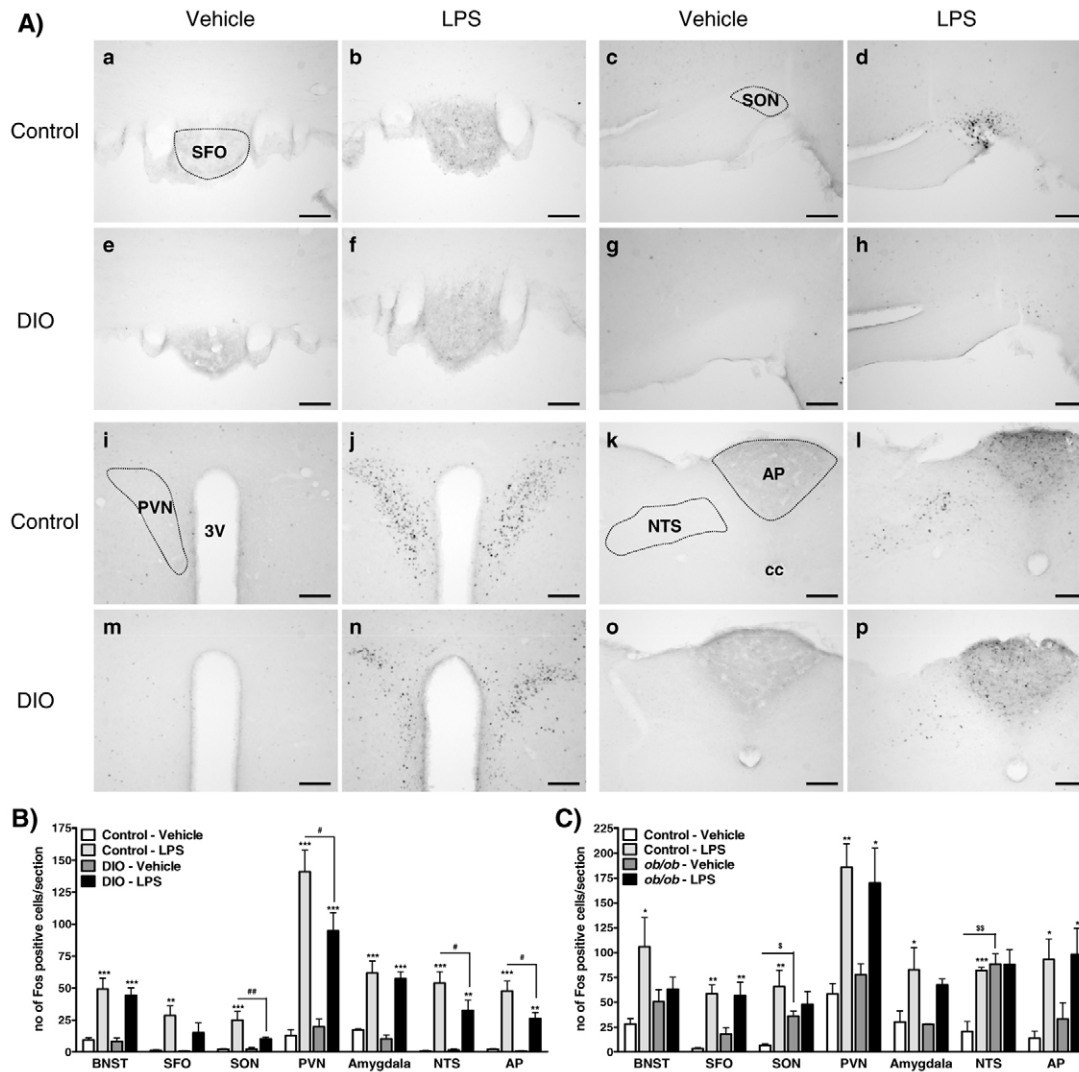 A)
Vehicle LPS Vehicle LPS
Control
a b c d
SFO SON
DIO
e f g h
Control
i j k l
PVN 3V AP NTS cc
DIO
m n o p
B)
no of Fos positive cells/section
175
150
125
100
75
50
25
0
Control - Vehicle
Control - LPS
DIO - Vehicle
DIO - LPS
*** *** ** *** ## *** # *** *** *** *** # ** *** # **
BNST SFO SON PVN Amygdala NTS AP
C)
no of Fos positive cells/section
225
200
175
150
125
100
75
50
25
0
Control - Vehicle
Control - LPS
ob/ob - Vehicle
ob/ob - LPS
* ** ** $ ** ** * * $$ *** * *
BNST SFO SON PVN Amygdala NTS AP